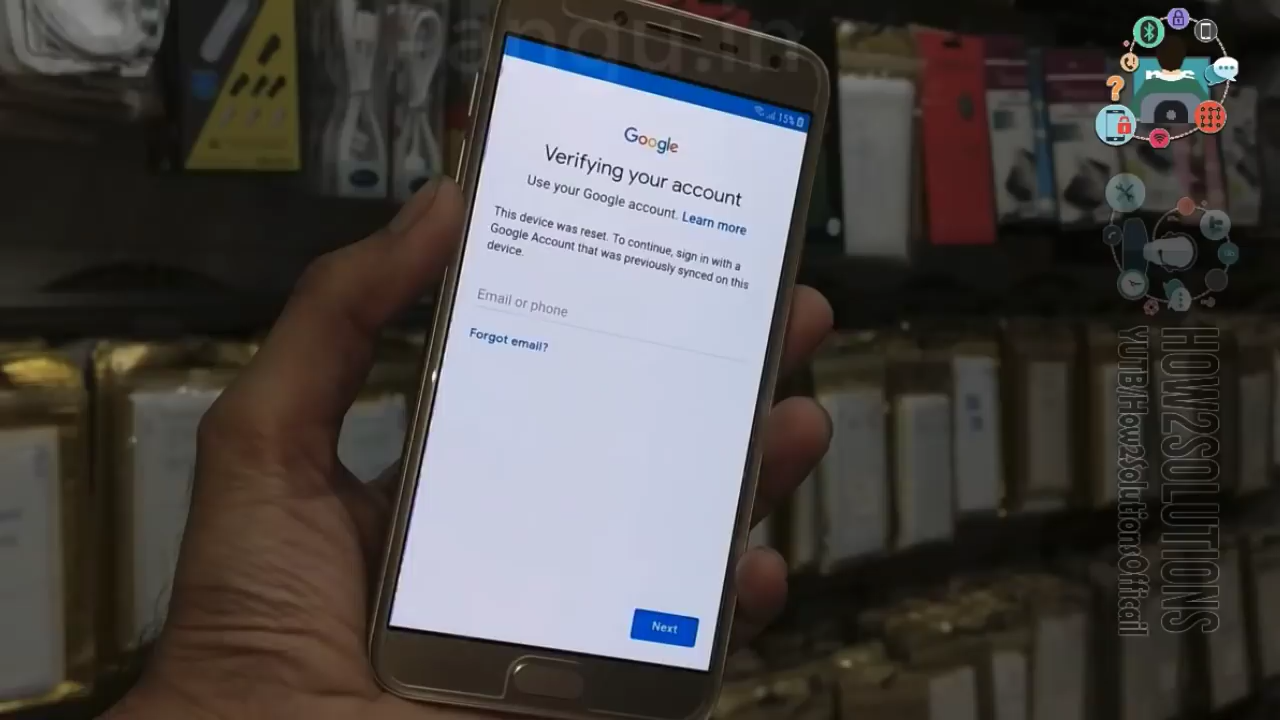 pangu.in
15%
Google
Verifying your account
Use your Google account. Learn more
This device was reset. To continue, sign in with a
Google Account that was previously synced on this
device.
Email or phone
Forgot email?
Next
HOW2SOLUTIONS
YUTB/How2SolutionsOfficail